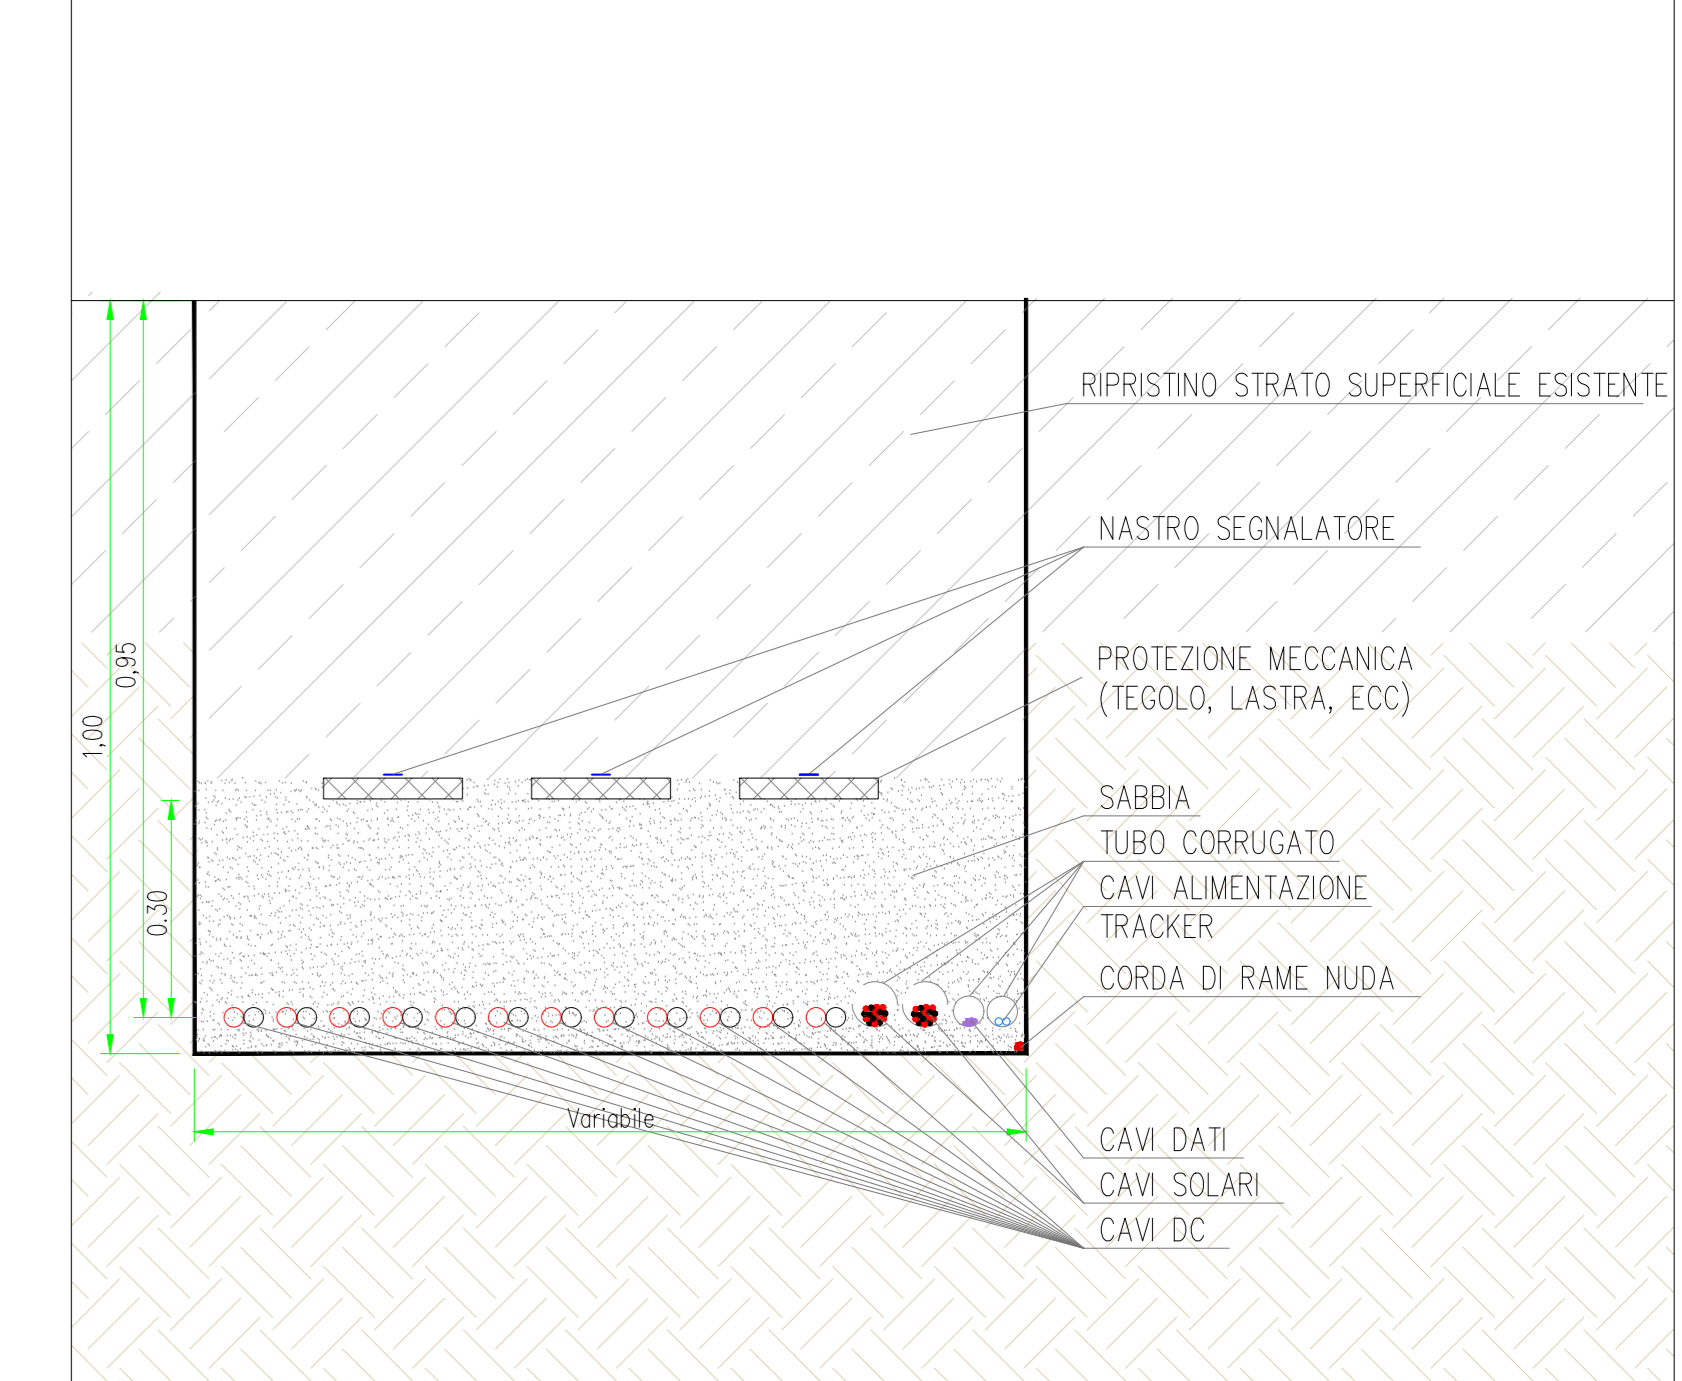 RIPRISTINO STRATO SUPERFICIALE ESISTENTE
NASTRO SEGNALATORE
0,95
PROTEZIONE MECCANICA
(TEGOLO, LASTRA, ECC)
1,00
SABBIA
TUBO CORRUGATO
CAVI ALIMENTAZIONE
TRACKER
0.30
CORDA DI RAME NUDA
Variabile
CAVI DATI
CAVI SOLARI
CAVI DC